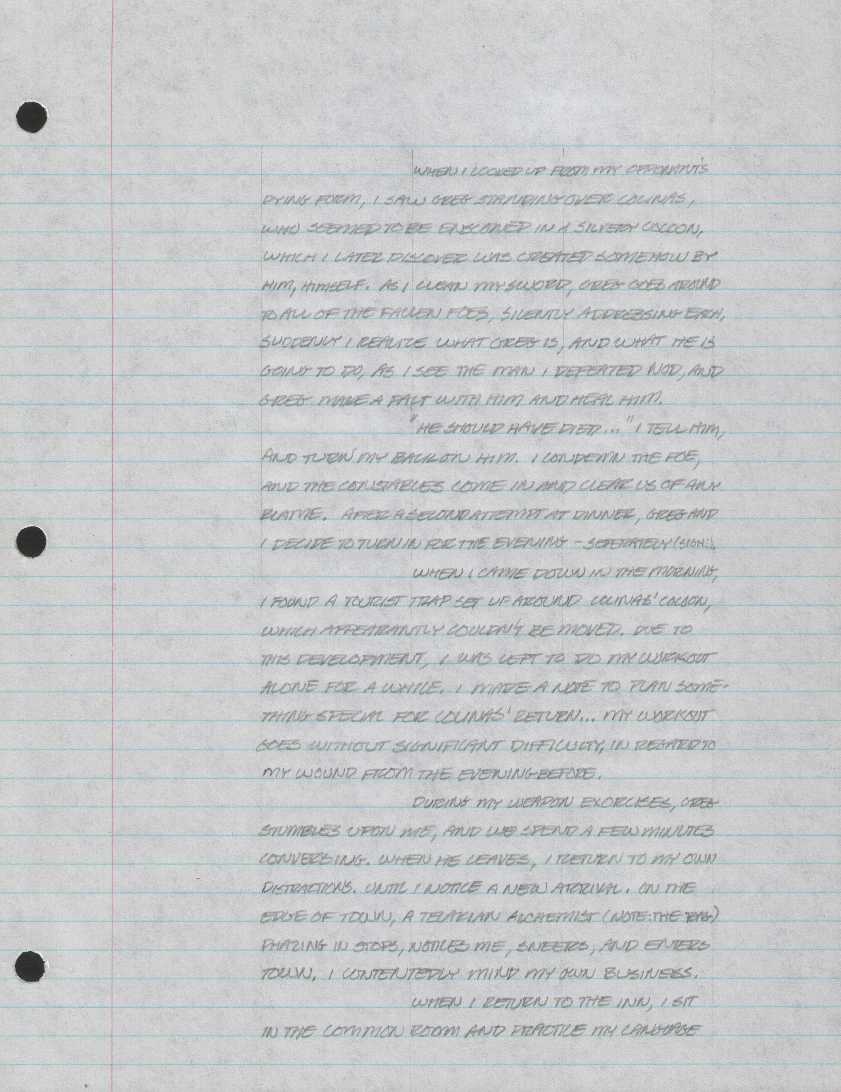 WHEN I LOOKED UP FROM MY OPPONENT'S
DYING FORM, I SAW GREG STANDING OVER COLINAS,
WHO SEEMED TO BE ENSCONED IN A SILVERY COCOON,
WHICH I LATER DISCOVER WAS CREATED SOMEHOW BY
HIM, HIMSELF. AS I CLEAN MY SWORD, GREG GOES AROUND
TO ALL OF THE FALLEN FOES, SILENTLY ADDRESSING EACH,
SUDDENLY I REALIZE WHAT GREG IS, AND WHAT HE IS
GOING TO DO, AS I SEE THE MAN I DEFEATED NOD, AND
GREG MAKE A PACT WITH HIM AND HEAL HIM.
"HE SHOULD HAVE DIED..." I TELL HIM,
AND TURN MY BACK ON HIM. I CONDEMN THE FOE,
AND THE CONSTABLES COME IN AND CLEAR US OF ANY
BLAME. AFTER A SECOND ATTEMPT AT DINNER, GREG AND
I DECIDE TO TURN IN FOR THE EVENING - SEPERATELY (SIGH).
WHEN I CAME DOWN IN THE MORNING,
I FOUND A TOURIST TRAP SET UP AROUND COLINAS' COCOON,
WHICH APPEARANTLY COULDN'T BE MOVED. DUE TO
THIS DEVELOPMENT, I WAS LEFT TO DO MY WORKOUT
ALONE FOR A WHILE. I MADE A NOTE TO PLAN SOME-
THING SPECIAL FOR COLINAS' RETURN... MY WORKOUT
GOES WITHOUT SIGNIFICANT DIFFICULTY, IN REGARD TO
MY WOUND FROM THE EVENING BEFORE.
DURING MY WEAPON EXORCISES, GREG
STUMBLES UPON ME, AND WE SPEND A FEW MINUTES
CONVERSING. WHEN HE LEAVES, I RETURN TO MY OWN
DISTRACTIONS. UNTIL I NOTICE A NEW ARRIVAL. ON THE
EDGE OF TOWN, A ALCHEMIST (NOTE: THE
PHAZING IN STOPS, NOTICES ME, SNEERS, AND ENTERS
TOWN. I CONTENTEDLY MIND MY OWN BUSINESS.
WHEN I RETURN TO THE INN, I SIT
IN THE COMMON ROOM AND PRACTICE MY LANGUAGE